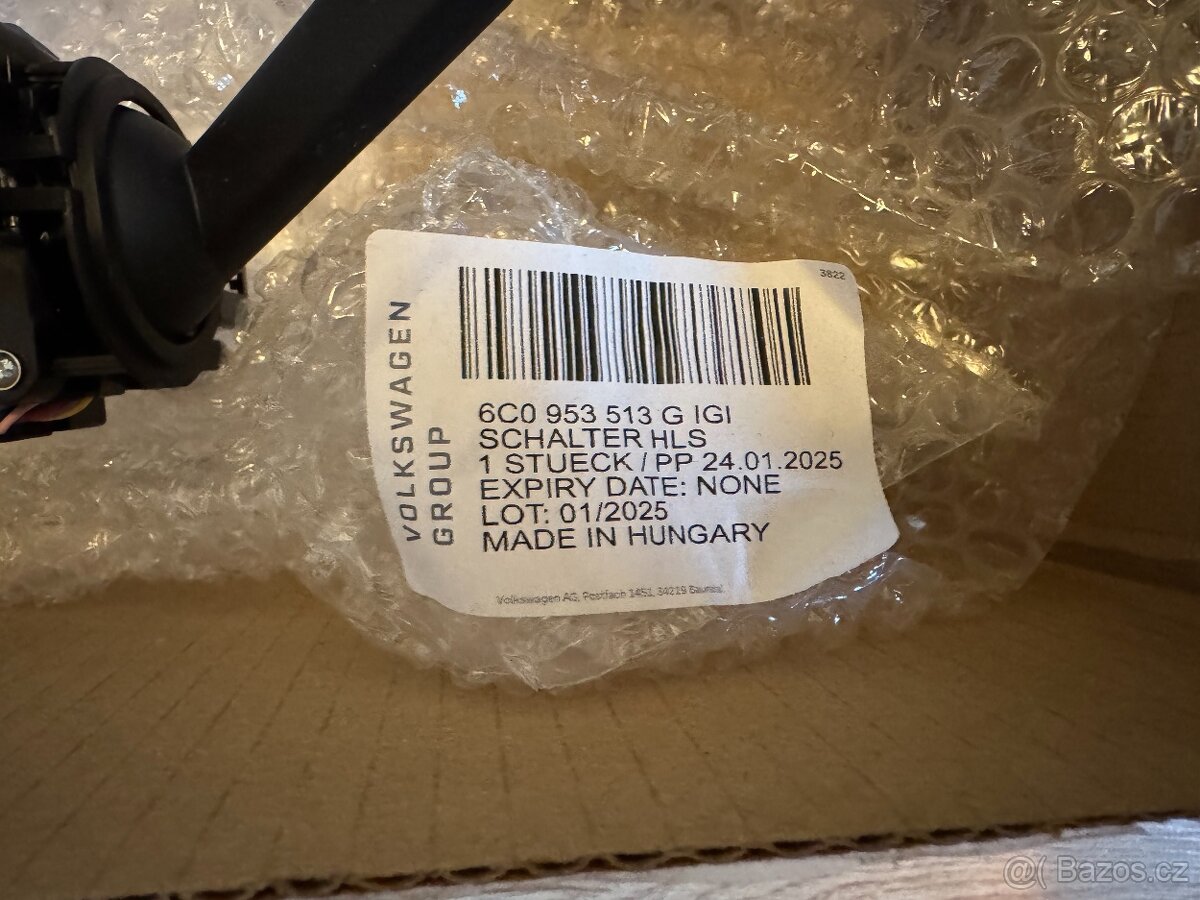 3822
VOLKSWAGEN
GROUP
6C0 953 513 G IGI
SCHALTER HLS
1 STUECK / PP 24.01.2025
EXPIRY DATE: NONE
LOT: 01/2025
MADE IN HUNGARY
Volkswagen AG, Postfach 1451, 34219 Baunatal
Bazos.cz